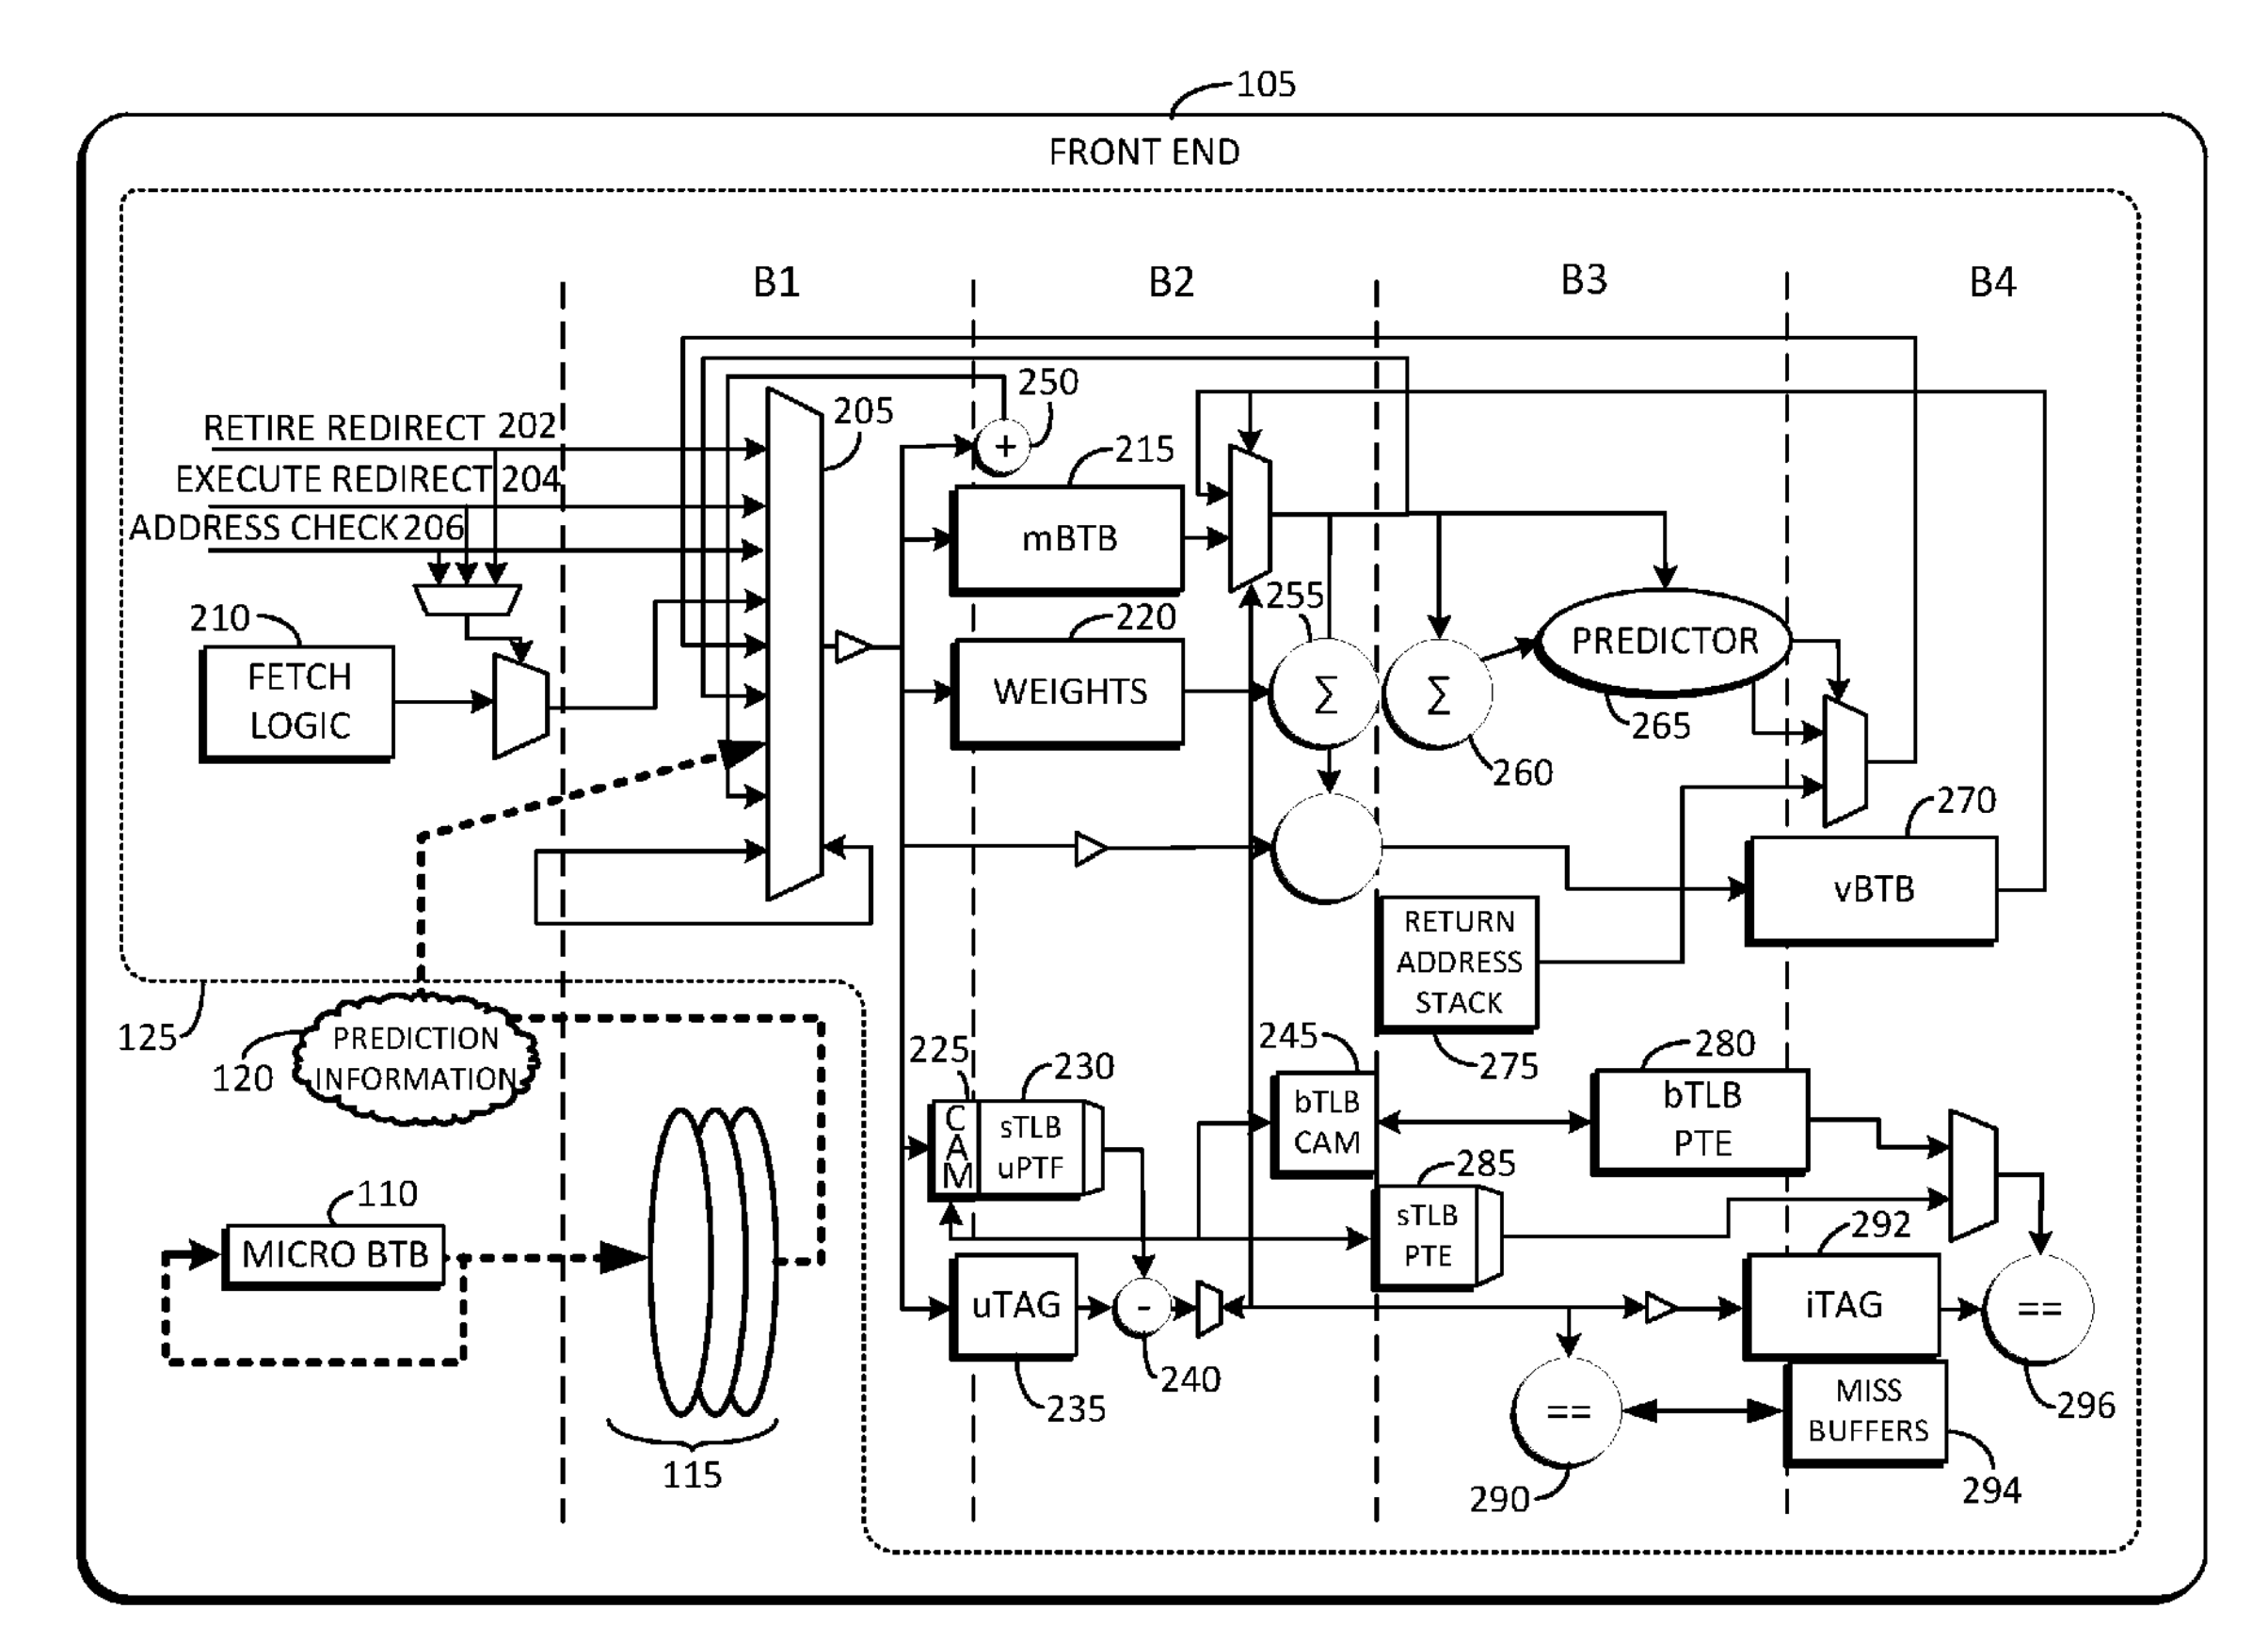 105
FRONT END
B1
B2
B3
B4
RETIRE REDIRECT 202
EXECUTE REDIRECT 204
ADDRESS CHECK 206
205
250
+
215
mBTB
210
FETCH
LOGIC
220
WEIGHTS
255
Σ
Σ
260
PREDICTOR
265
270
vBTB
RETURN
ADDRESS
STACK
275
125
120
PREDICTION
INFORMATION
225
CAM
230
sTLB
uPTF
245
bTLB
CAM
280
bTLB
PTE
285
sTLB
PTE
110
MICRO BTB
115
uTAG
235
-
240
292
iTAG
==
296
==
290
MISS
BUFFERS
294